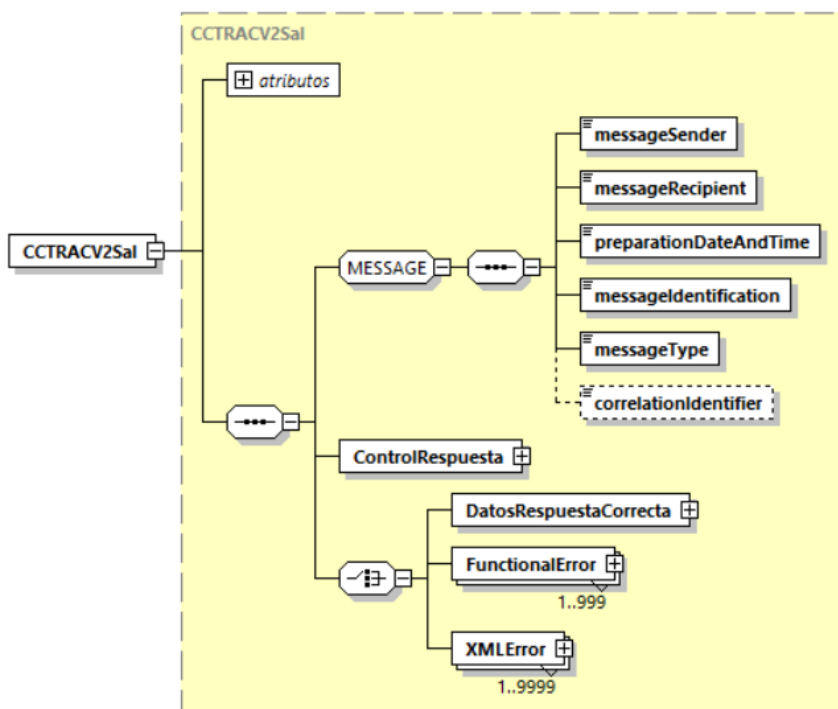 CCTRACV2Sal
atributos
messageSender
messageRecipient
CCTRACV2Sal
preparationDateAndTime
MESSAGE
messageIdentification
messageType
correlationIdentifier
ControlRespuesta
DatosRespuestaCorrecta
FunctionalError
1..999
XMLError
1..9999